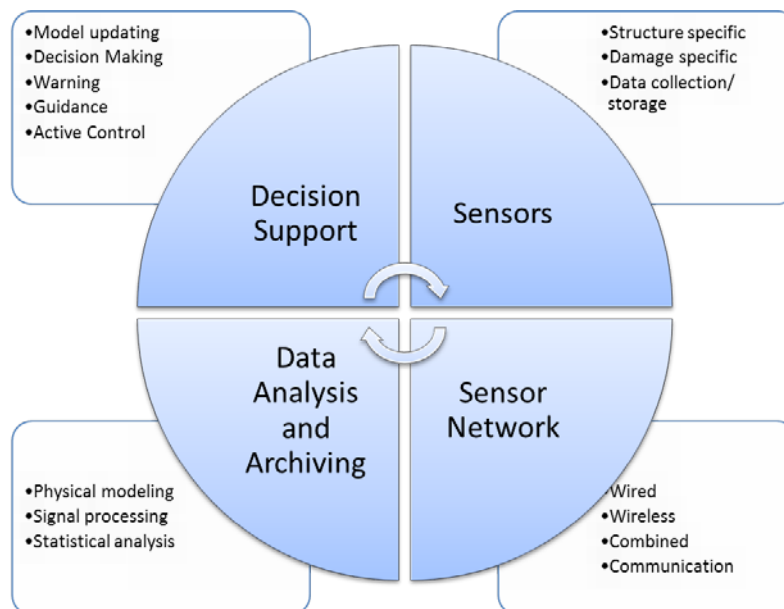 •Model updating
•Decision Making
•Warning
•Guidance
•Active Control
•Structure specific
•Damage specific
•Data collection/
storage
Decision
Support
Sensors
Data
Analysis
and
Archiving
Sensor
Network
•Physical modeling
•Signal processing
•Statistical analysis
•Wired
•Wireless
•Combined
•Communication